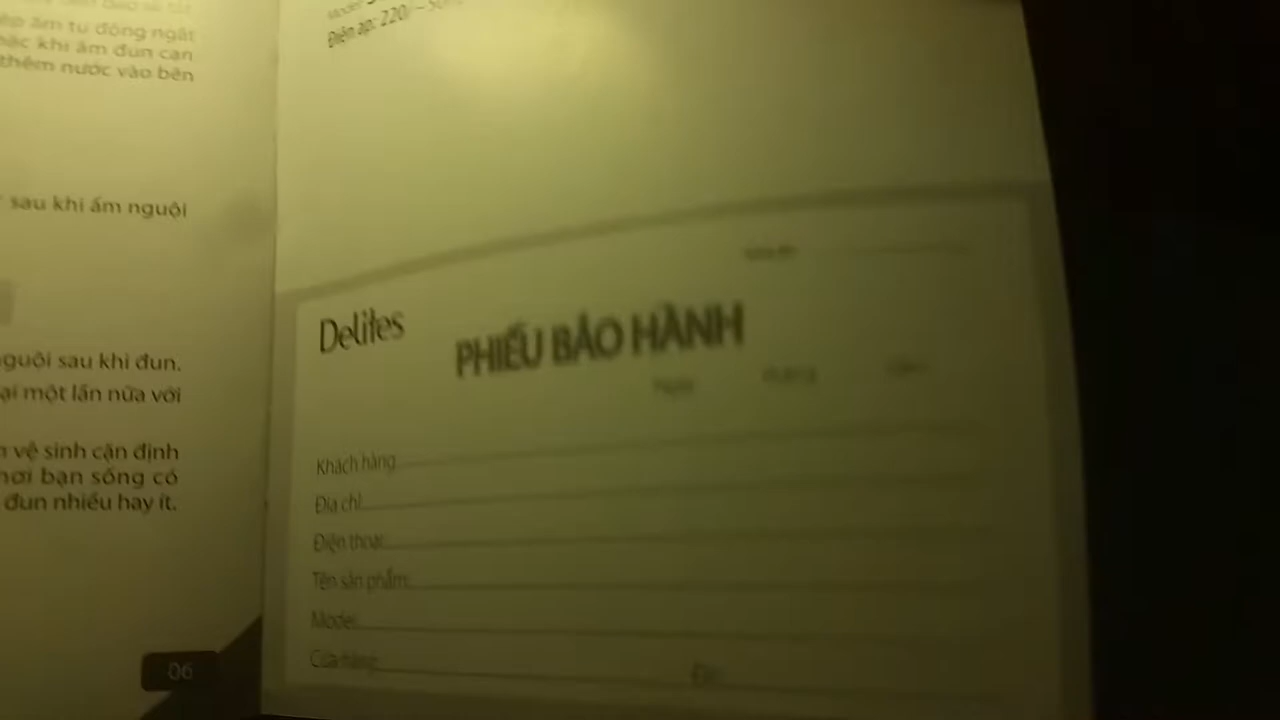 ấm tự động ngắt
khi ấm đun cạn
thêm nước vào bên
sau khi ấm nguội
nguội sau khi đun.
một lần nữa với
vệ sinh cặn định
nơi bạn sống có
đun nhiều hay ít.
06
Model
Điện áp: 220/~
Delites
PHIẾU BẢO HÀNH
Ngày
Khách hàng
Địa chỉ
Điện thoại
Tên sản phẩm:
Model
Cửa hàng